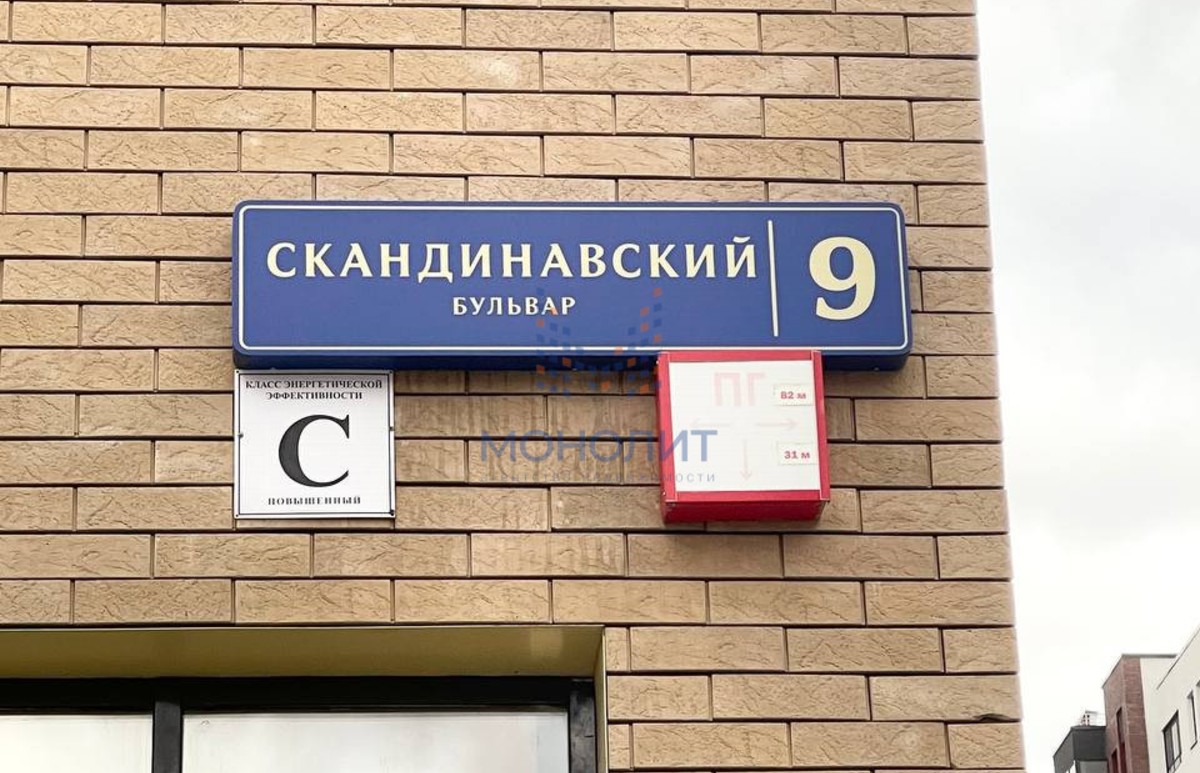 СКАНДИНАВСКИЙ
БУЛЬВАР
9
КЛАСС ЭНЕРГЕТИЧЕСКОЙ
ЭФФЕКТИВНОСТИ
С
ПОВЫШЕННЫЙ
ПГ
82 м
31 м
МОНОЛИТ